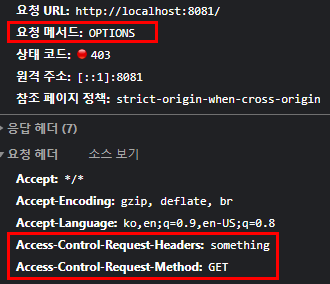 요청 URL: http://localhost:8081/
요청 메서드: OPTIONS
상태 코드: 403
원격 주소: [::1]:8081
참조 페이지 정책: strict-origin-when-cross-origin
응답 헤더 (7)
요청 헤더 소스 보기
Accept: */*
Accept-Encoding: gzip, deflate, br
Accept-Language: ko,en;q=0.9,en-US;q=0.8
Access-Control-Request-Headers: something
Access-Control-Request-Method: GET